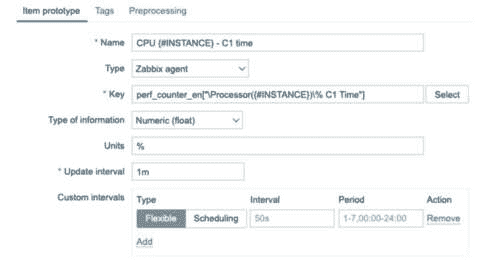 Item prototype Tags Preprocessing
* Name CPU {#INSTANCE} - C1 time
Type Zabbix agent
* Key perf_counter_en["\Processor({#INSTANCE})\% C1 Time"] Select
Type of information Numeric (float)
Units %
* Update interval 1m
Custom intervals Type Interval Period Action
Flexible Scheduling 50s 1-7,00:00-24:00 Remove
Add